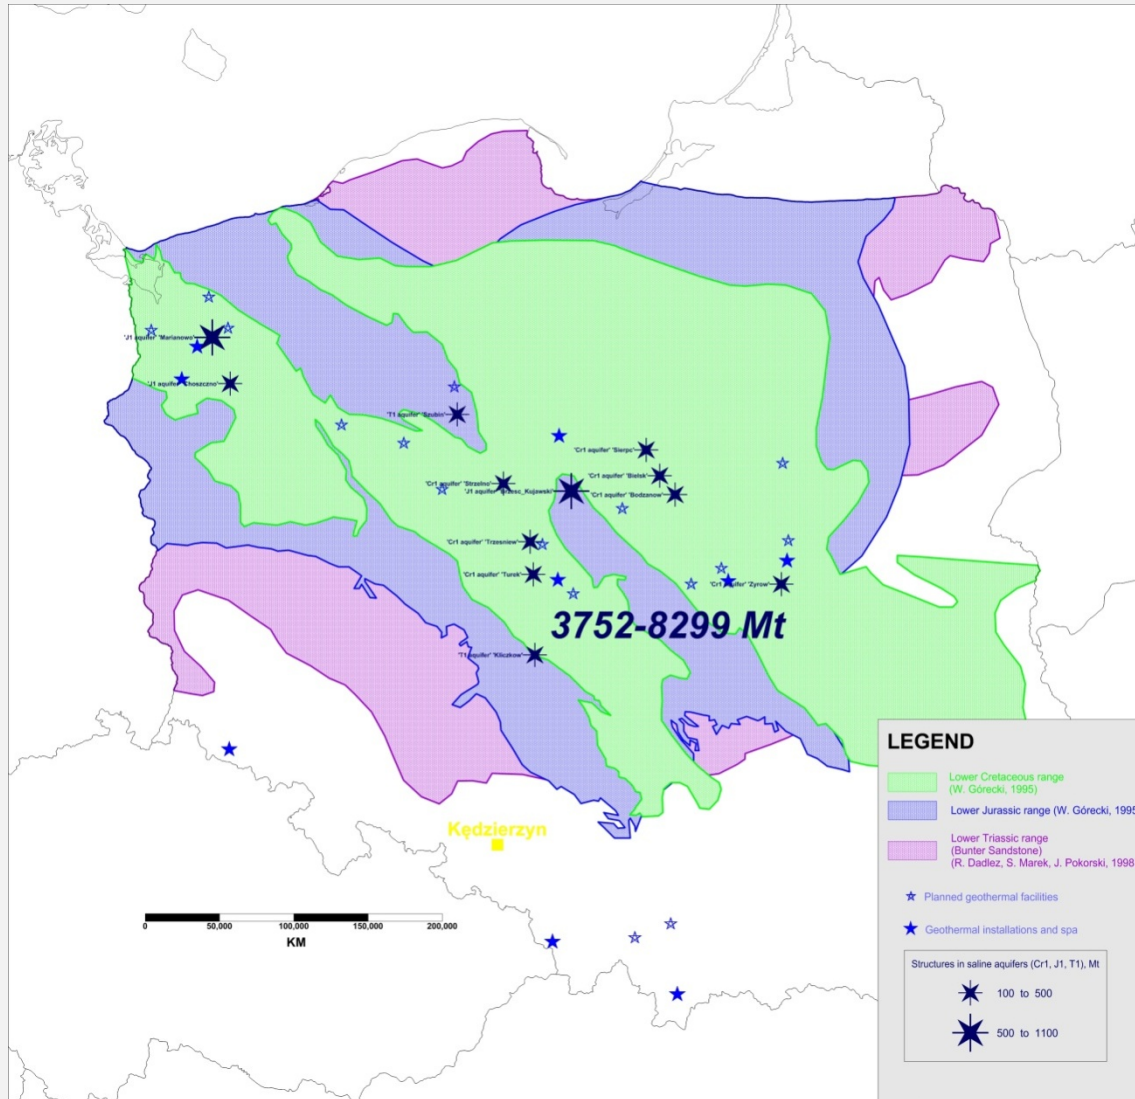 'J1 aquifer 'Marianowo'
'J1 aquifer 'Choszczno'
'T1 aquifer' 'Szubin'
'Cr1 aquifer' 'Sierpc'
'Cr1 aquifer' 'Bielsk'
'Cr1 aquifer' 'Strzelno'
'J1 aquifer'
'Cr1 aquifer' 'Bodzanow'
'Cr1 aquifer' 'Trzesniew'
'Cr1 aquifer' 'Turek'
'Zyrow'
3752-8299 Mt
'T1 aquifer' 'Kliczkow'
Kędzierzyn
0 50,000 100,000 150,000 200,000
KM
LEGEND
Lower Cretaceous range
(W. Górecki, 1995)
Lower Jurassic range (W. Górecki, 1995
Lower Triassic range
(Bunter Sandstone)
(R. Dadlez, S. Marek, J. Pokorski, 1998
Planned geothermal facilities
Geothermal installations and spa
Structures in saline aquifers (Cr1, J1, T1), Mt
100 to 500
500 to 1100